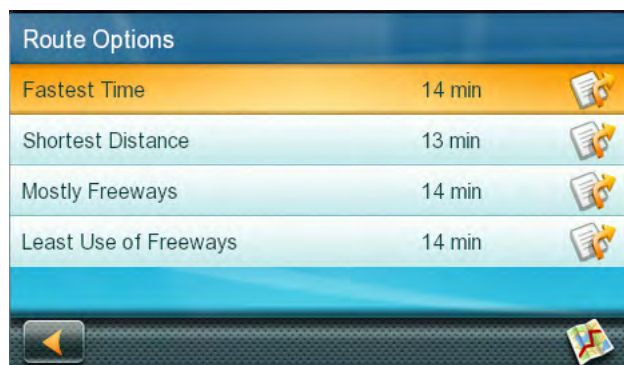 Route Options
Fastest Time 14 min
Shortest Distance 13 min
Mostly Freeways 14 min
Least Use of Freeways 14 min